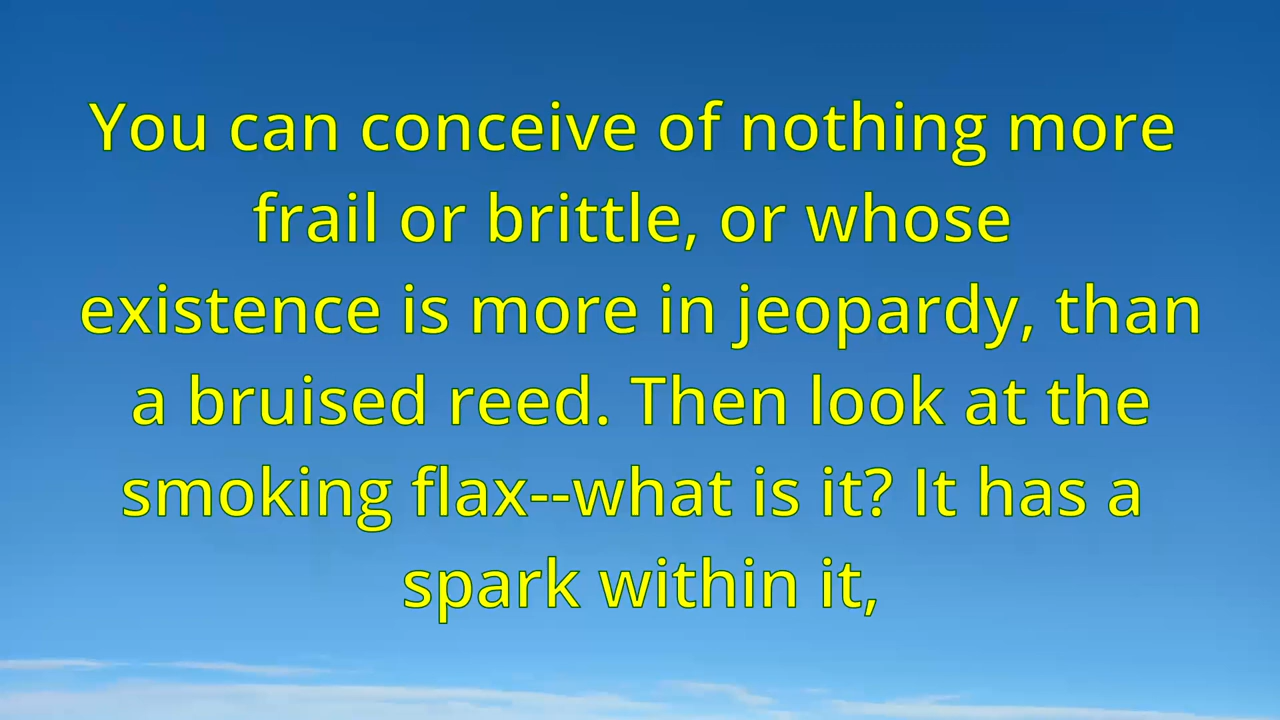 You can conceive of nothing more
frail or brittle, or whose
existence is more in jeopardy, than
a bruised reed. Then look at the
smoking flax--what is it? It has a
spark within it,